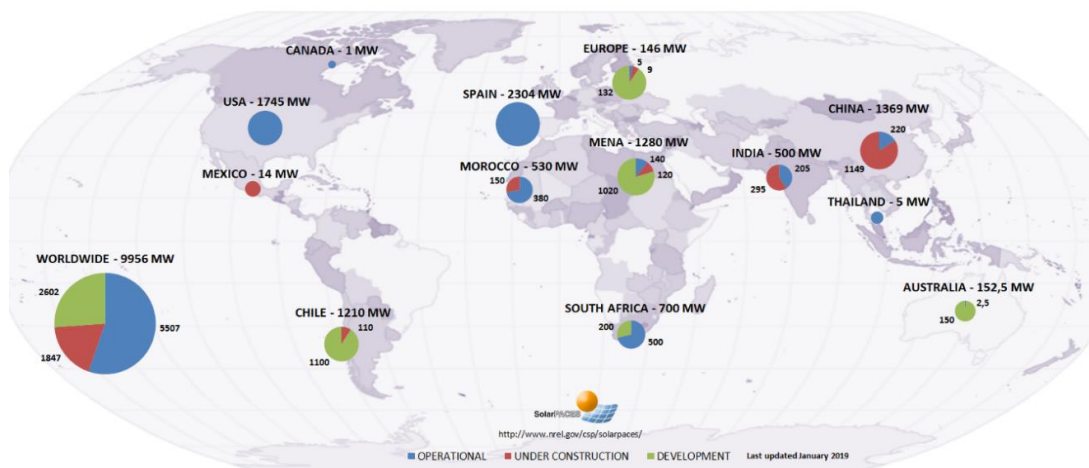 CANADA - 1 MW
EUROPE - 146 MW
5
9
132
USA - 1745 MW
SPAIN - 2304 MW
CHINA - 1369 MW
220
1149
MENA - 1280 MW
140
120
1020
INDIA - 500 MW
205
295
MEXICO - 14 MW
MOROCCO - 530 MW
150
380
THAILAND - 5 MW
WORLDWIDE - 9956 MW
2602
5507
1847
CHILE - 1210 MW
110
1100
SOUTH AFRICA - 700 MW
200
500
AUSTRALIA - 152,5 MW
2,5
150
SolarPACES
http://www.nrel.gov/csp/solarpaces/
OPERATIONAL UNDER CONSTRUCTION DEVELOPMENT Last updated January 2019